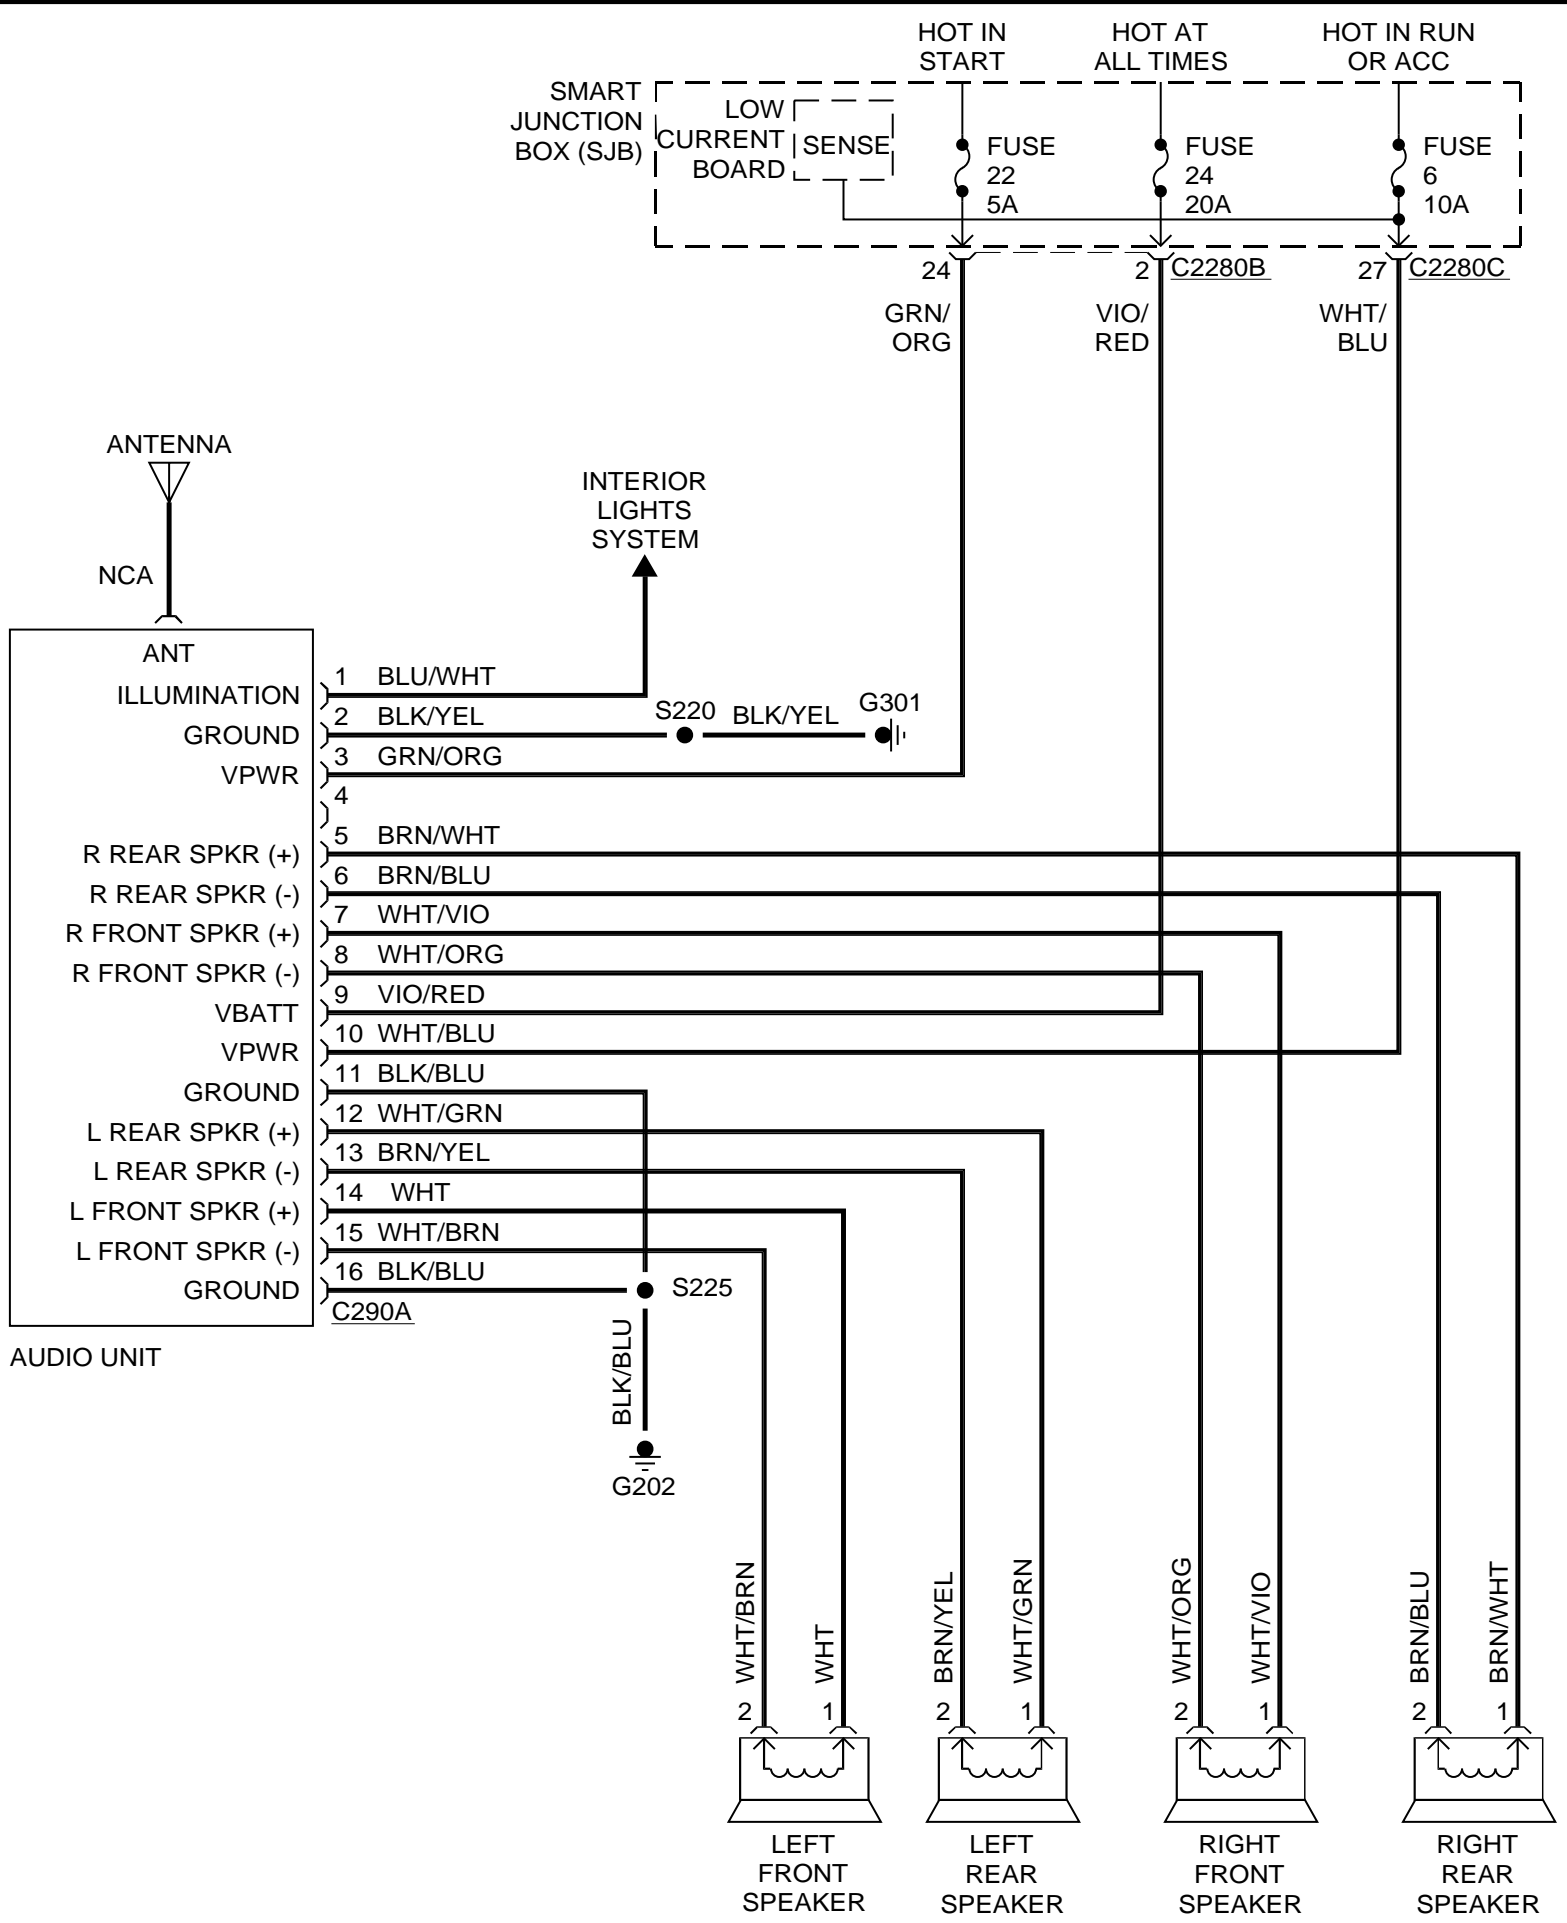 HOT IN
START
HOT AT
ALL TIMES
HOT IN RUN
OR ACC
SMART
JUNCTION
BOX (SJB)
LOW
CURRENT
BOARD
SENSE
FUSE
22
5A
FUSE
24
20A
FUSE
6
10A
24
2
C2280B
27
C2280C
GRN/
ORG
VIO/
RED
WHT/
BLU
ANTENNA
NCA
INTERIOR
LIGHTS
SYSTEM
ANT
ILLUMINATION 1 BLU/WHT
GROUND 2 BLK/YEL
S220 BLK/YEL G301
VPWR 3 GRN/ORG
4
R REAR SPKR (+) 5 BRN/WHT
R REAR SPKR (-) 6 BRN/BLU
R FRONT SPKR (+) 7 WHT/VIO
R FRONT SPKR (-) 8 WHT/ORG
VBATT 9 VIO/RED
VPWR 10 WHT/BLU
GROUND 11 BLK/BLU
L REAR SPKR (+) 12 WHT/GRN
L REAR SPKR (-) 13 BRN/YEL
L FRONT SPKR (+) 14 WHT
L FRONT SPKR (-) 15 WHT/BRN
GROUND 16 BLK/BLU
S225
C290A
AUDIO UNIT
BLK/BLU
G202
WHT/BRN
WHT
BRN/YEL
WHT/GRN
WHT/ORG
WHT/VIO
BRN/BLU
BRN/WHT
2 1
2 1
2 1
2 1
LEFT
FRONT
SPEAKER
LEFT
REAR
SPEAKER
RIGHT
FRONT
SPEAKER
RIGHT
REAR
SPEAKER